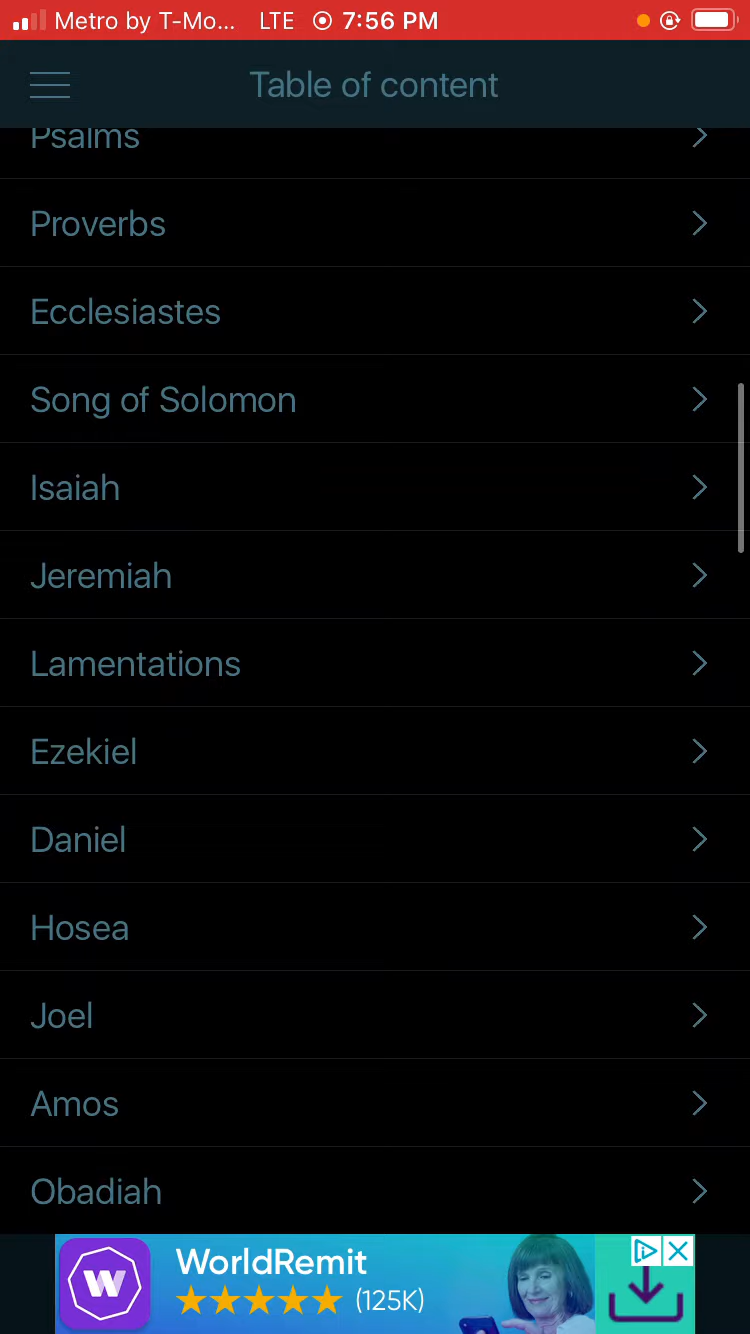 Metro by T-Mo... LTE 7:56 PM
Table of content
Psalms
Proverbs
Ecclesiastes
Song of Solomon
Isaiah
Jeremiah
Lamentations
Ezekiel
Daniel
Hosea
Joel
Amos
Obadiah
W WorldRemit
(125K)